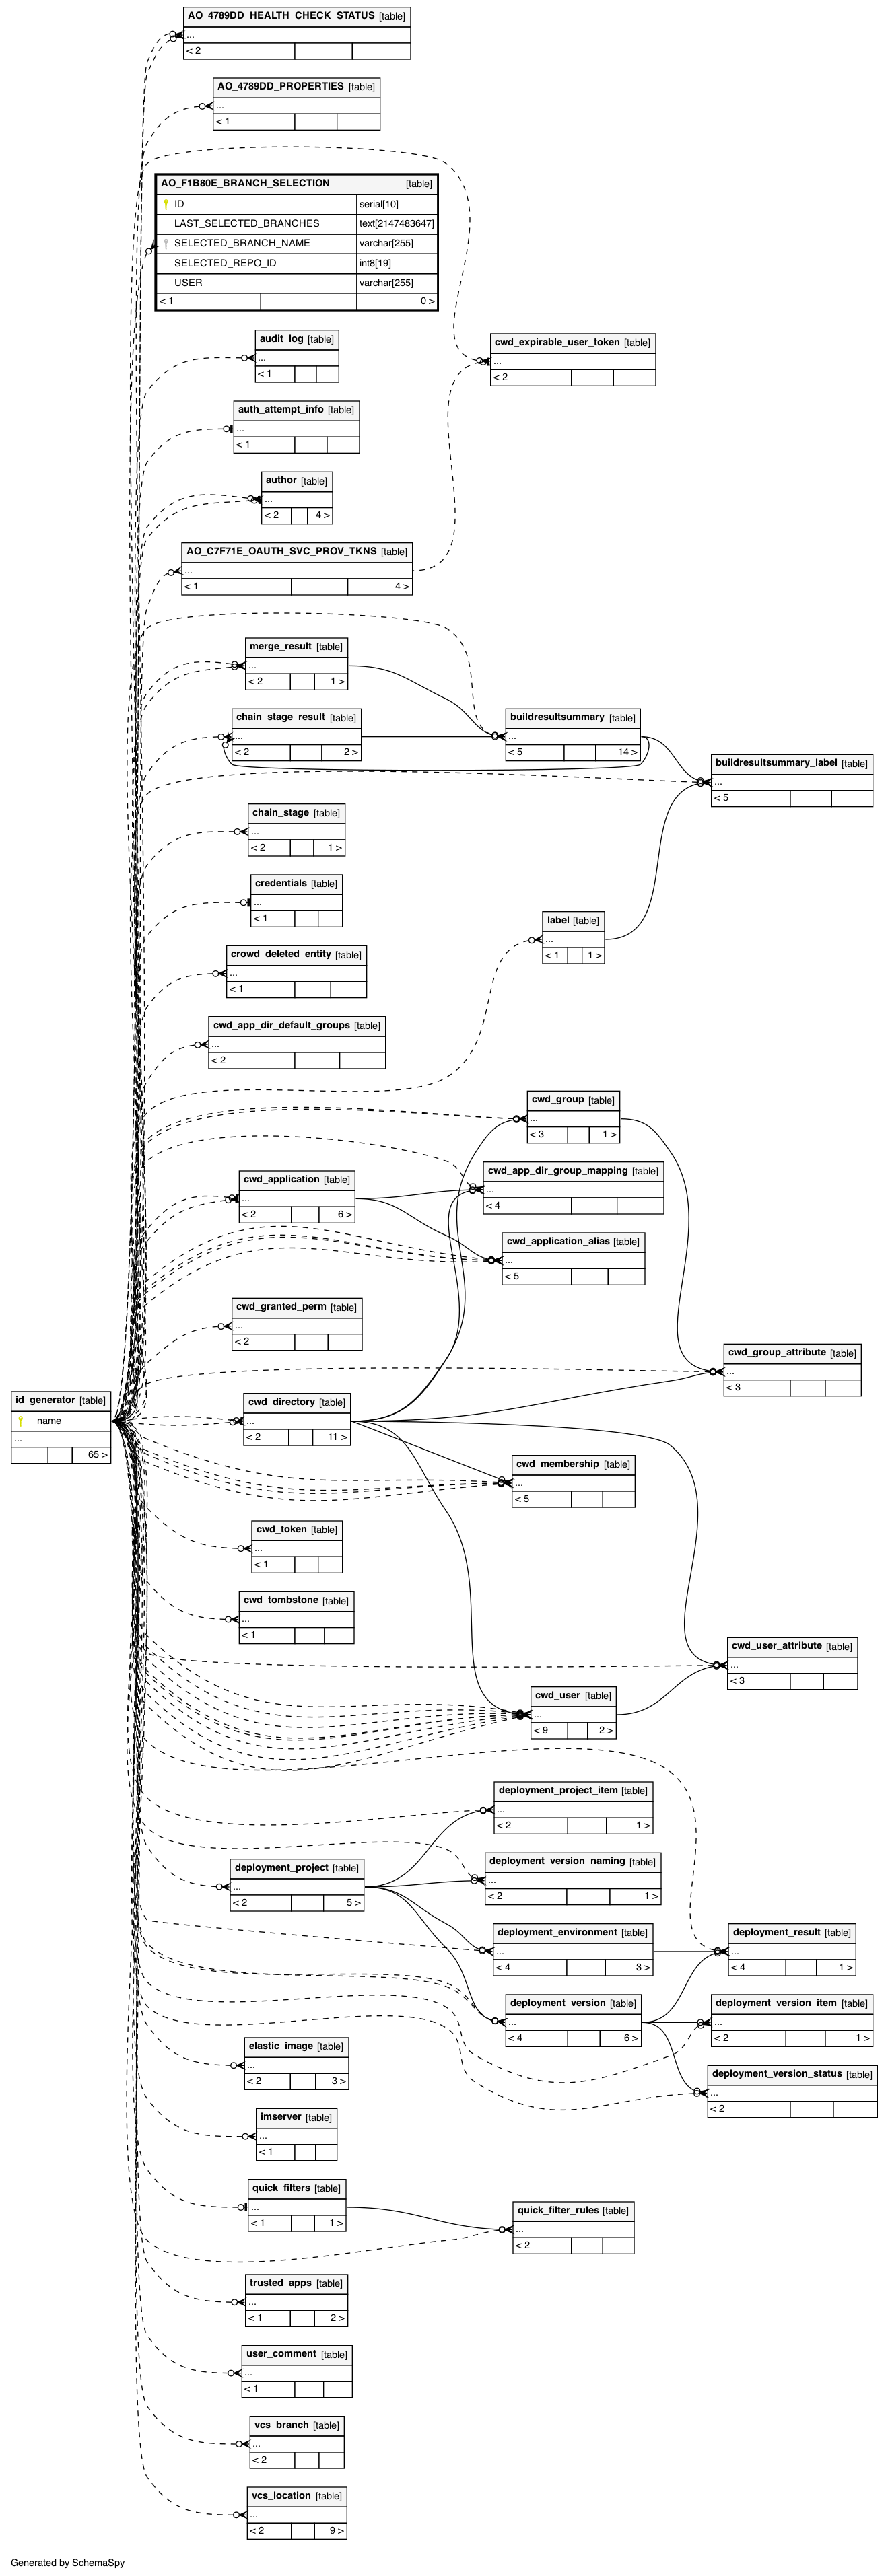 AO_4789DD_HEALTH_CHECK_STATUS [table]
...
< 2
AO_4789DD_PROPERTIES [table]
...
< 1
AO_F1B80E_BRANCH_SELECTION [table]
ID serial[10]
LAST_SELECTED_BRANCHES text[2147483647]
SELECTED_BRANCH_NAME varchar[255]
SELECTED_REPO_ID int8[19]
USER varchar[255]
< 1 0 >
audit_log [table]
...
< 1
cwd_expirable_user_token [table]
...
< 2
auth_attempt_info [table]
...
< 1
author [table]
...
< 2 4 >
AO_C7F71E_OAUTH_SVC_PROV_TKNS [table]
...
< 1 4 >
merge_result [table]
...
< 2 1 >
chain_stage_result [table]
...
< 2 2 >
buildresultsummary [table]
...
< 5 14 >
buildresultsummary_label [table]
...
< 5
chain_stage [table]
...
< 2 1 >
credentials [table]
...
< 1
label [table]
...
< 1 1 >
crowd_deleted_entity [table]
...
< 1
cwd_app_dir_default_groups [table]
...
< 2
cwd_group [table]
...
< 3 1 >
cwd_app_dir_group_mapping [table]
...
< 4
cwd_application [table]
...
< 2 6 >
cwd_application_alias [table]
...
< 5
cwd_granted_perm [table]
...
< 2
cwd_group_attribute [table]
...
< 3
id_generator [table]
name
...
65 >
cwd_directory [table]
...
< 2 11 >
cwd_membership [table]
...
< 5
cwd_token [table]
...
< 1
cwd_tombstone [table]
...
< 1
cwd_user_attribute [table]
...
< 3
cwd_user [table]
...
< 9 2 >
deployment_project_item [table]
...
< 2 1 >
deployment_project [table]
...
< 2 5 >
deployment_version_naming [table]
...
< 2 1 >
deployment_environment [table]
...
< 4 3 >
deployment_result [table]
...
< 4 1 >
deployment_version [table]
...
< 4 6 >
deployment_version_item [table]
...
< 2 1 >
elastic_image [table]
...
< 2 3 >
deployment_version_status [table]
...
< 2
imserver [table]
...
< 1
quick_filters [table]
...
< 1 1 >
quick_filter_rules [table]
...
< 2
trusted_apps [table]
...
< 1 2 >
user_comment [table]
...
< 1
vcs_branch [table]
...
< 2
vcs_location [table]
...
< 2 9 >
Generated by SchemaSpy